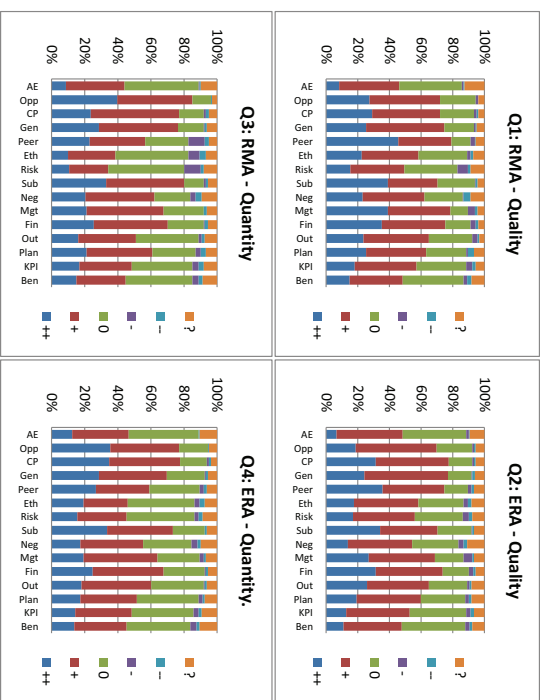 Q1: RMA - Quality
100%
80%
60%
40%
20%
0%
AE
Opp
CP
Gen
Peer
Eth
Risk
Sub
Neg
Mgt
Fin
Out
Plan
KPI
Ben
?
--
-
0
+
++
Q2: ERA - Quality
100%
80%
60%
40%
20%
0%
AE
Opp
CP
Gen
Peer
Eth
Risk
Sub
Neg
Mgt
Fin
Out
Plan
KPI
Ben
?
--
-
0
+
++
Q3: RMA - Quantity
100%
80%
60%
40%
20%
0%
AE
Opp
CP
Gen
Peer
Eth
Risk
Sub
Neg
Mgt
Fin
Out
Plan
KPI
Ben
?
--
-
0
+
++
Q4: ERA - Quantity.
100%
80%
60%
40%
20%
0%
AE
Opp
CP
Gen
Peer
Eth
Risk
Sub
Neg
Mgt
Fin
Out
Plan
KPI
Ben
?
--
-
0
+
++